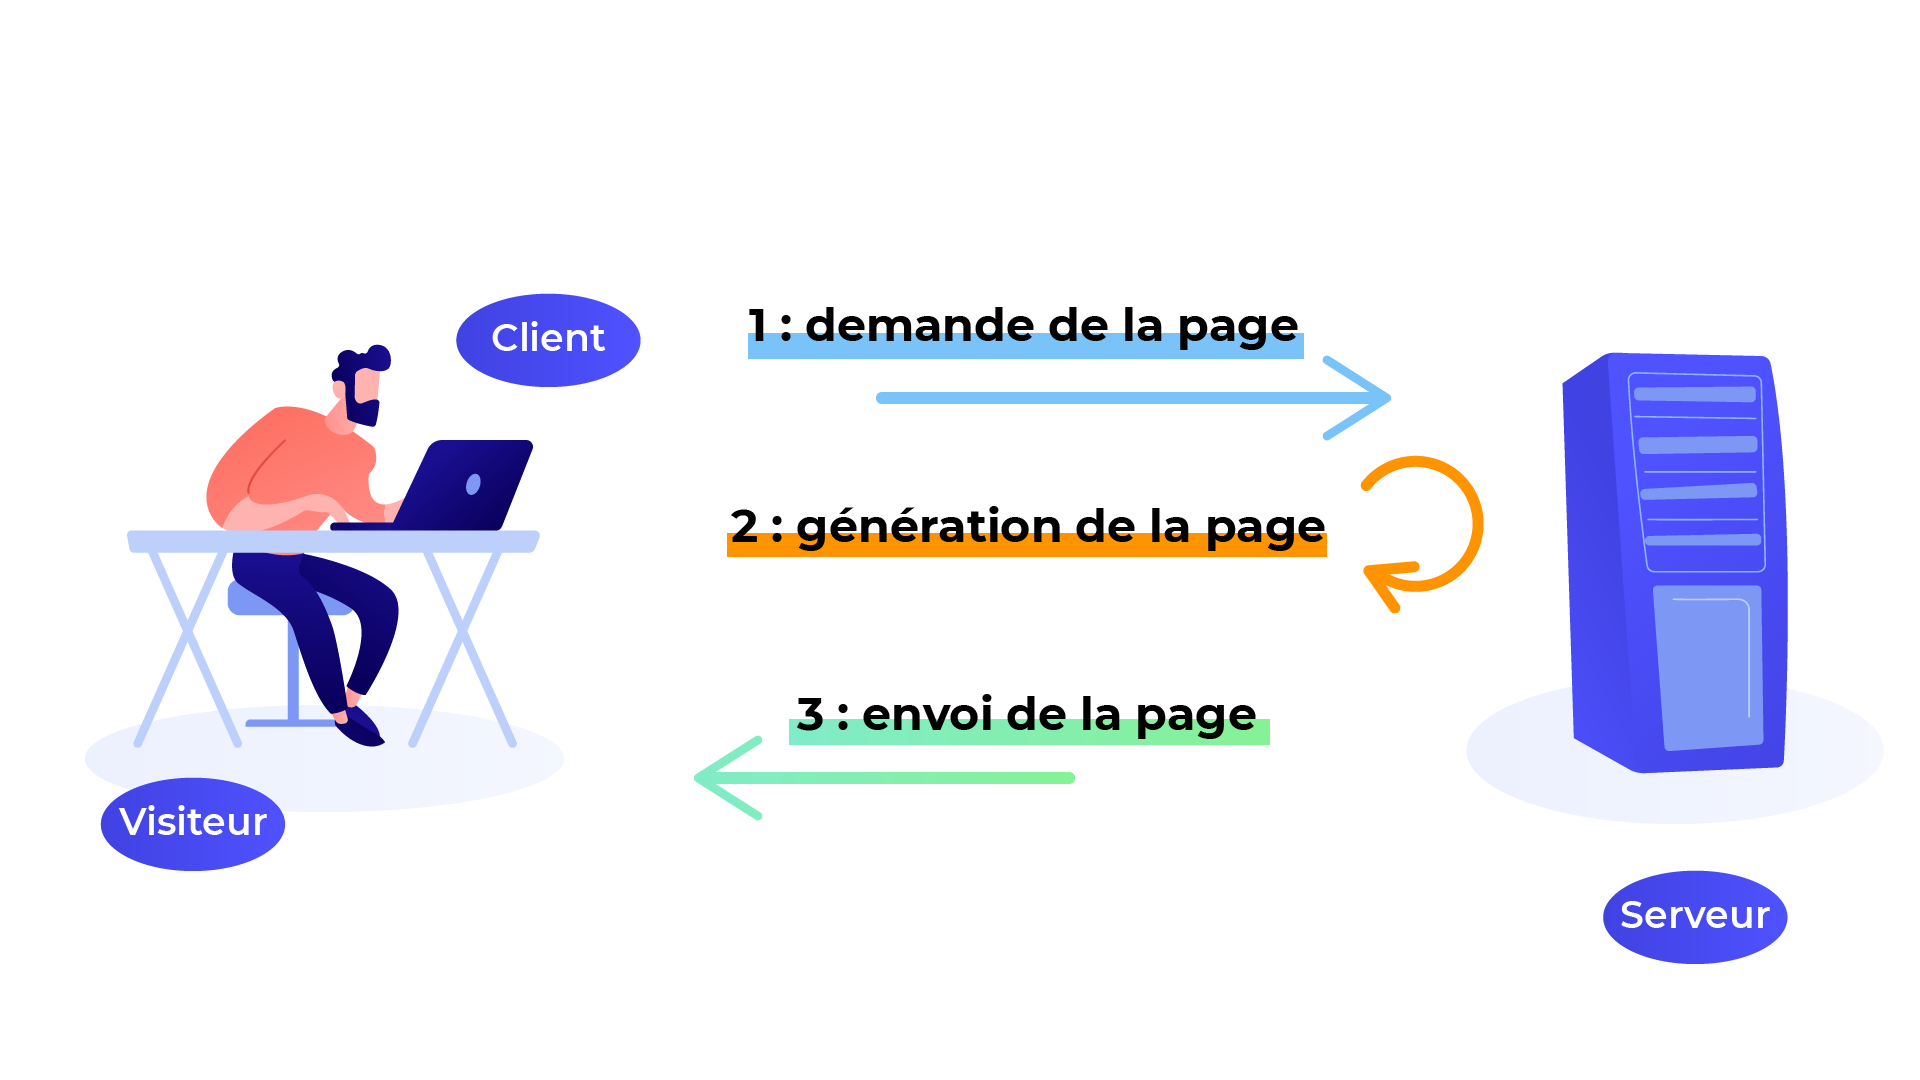 Client
1 : demande de la page
2 : génération de la page
3 : envoi de la page
Visiteur
Serveur